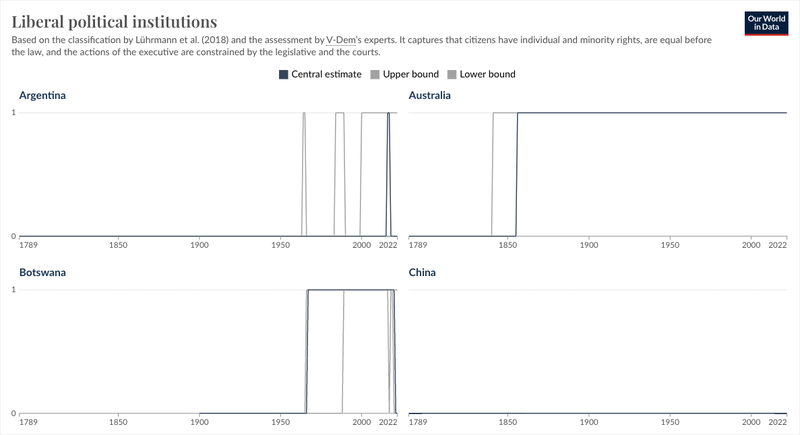 Liberal political institutions
Our World
in Data
Based on the classification by Lührmann et al. (2018) and the assessment by V-Dem's experts. It captures that citizens have individual and minority rights, are equal before
the law, and the actions of the executive are constrained by the legislative and the courts.
Central estimate Upper bound Lower bound
Argentina Australia
1
0
1789 1850 1900 1950 2000 2022 1789 1850 1900 1950 2000 2022
Botswana China
1
0
1789 1850 1900 1950 2000 2022 1789 1850 1900 1950 2000 2022